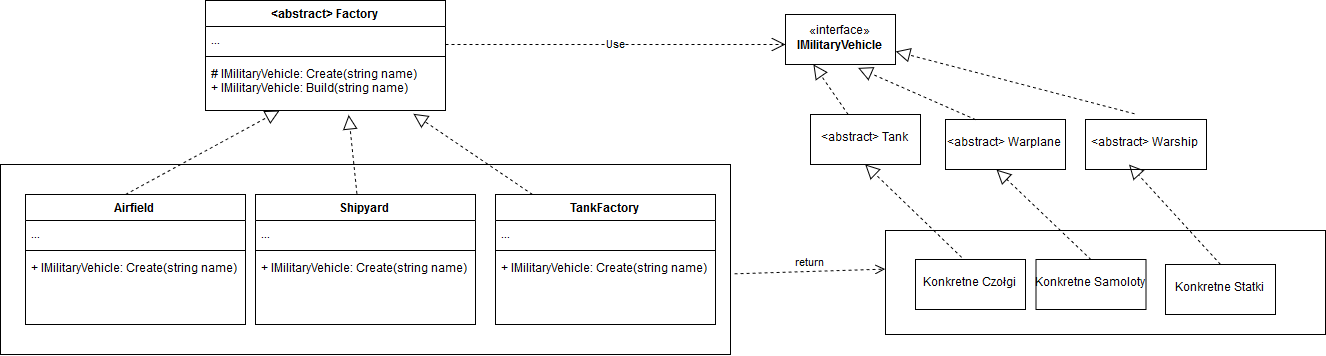 <abstract> Factory
...
# IMilitaryVehicle: Create(string name)
+ IMilitaryVehicle: Build(string name)
Use
«interface»
IMilitaryVehicle
<abstract> Tank
<abstract> Warplane
<abstract> Warship
Airfield
...
+ IMilitaryVehicle: Create(string name)
Shipyard
...
+ IMilitaryVehicle: Create(string name)
TankFactory
...
+ IMilitaryVehicle: Create(string name)
return
Konkretne Czołgi
Konkretne Samoloty
Konkretne Statki